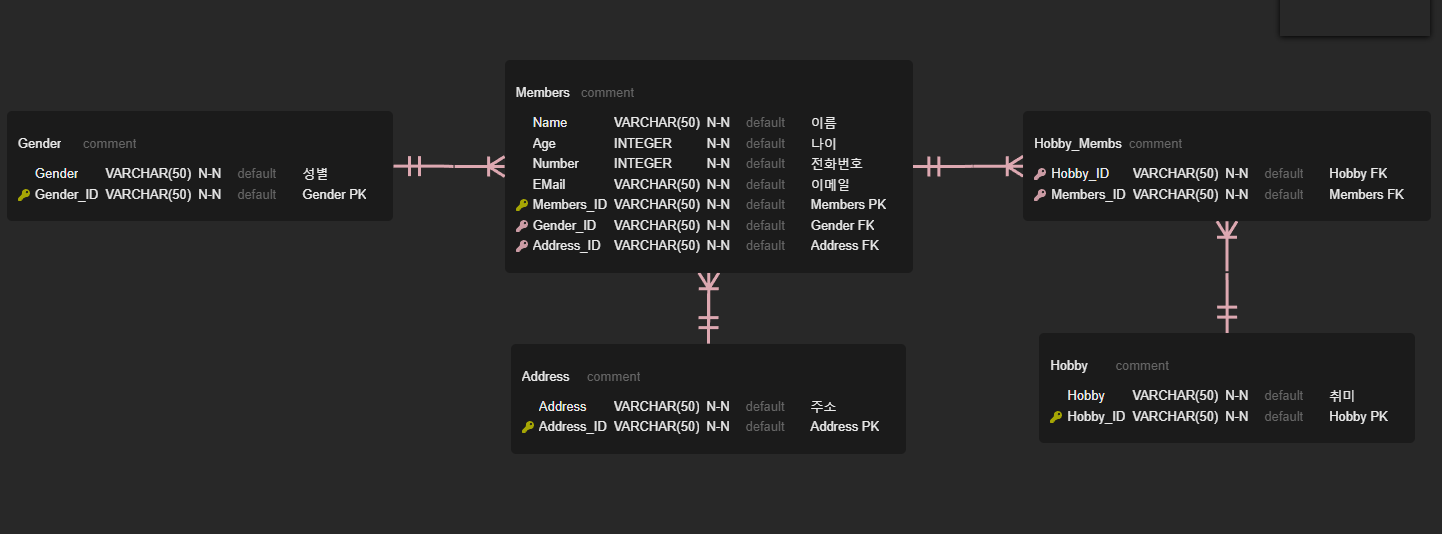 Gender comment
Gender VARCHAR(50) N-N default 성별
Gender_ID VARCHAR(50) N-N default Gender PK
Members comment
Name VARCHAR(50) N-N default 이름
Age INTEGER N-N default 나이
Number INTEGER N-N default 전화번호
EMail VARCHAR(50) N-N default 이메일
Members_ID VARCHAR(50) N-N default Members PK
Gender_ID VARCHAR(50) N-N default Gender FK
Address_ID VARCHAR(50) N-N default Address FK
Hobby_Membs comment
Hobby_ID VARCHAR(50) N-N default Hobby FK
Members_ID VARCHAR(50) N-N default Members FK
Address comment
Address VARCHAR(50) N-N default 주소
Address_ID VARCHAR(50) N-N default Address PK
Hobby comment
Hobby VARCHAR(50) N-N default 취미
Hobby_ID VARCHAR(50) N-N default Hobby PK